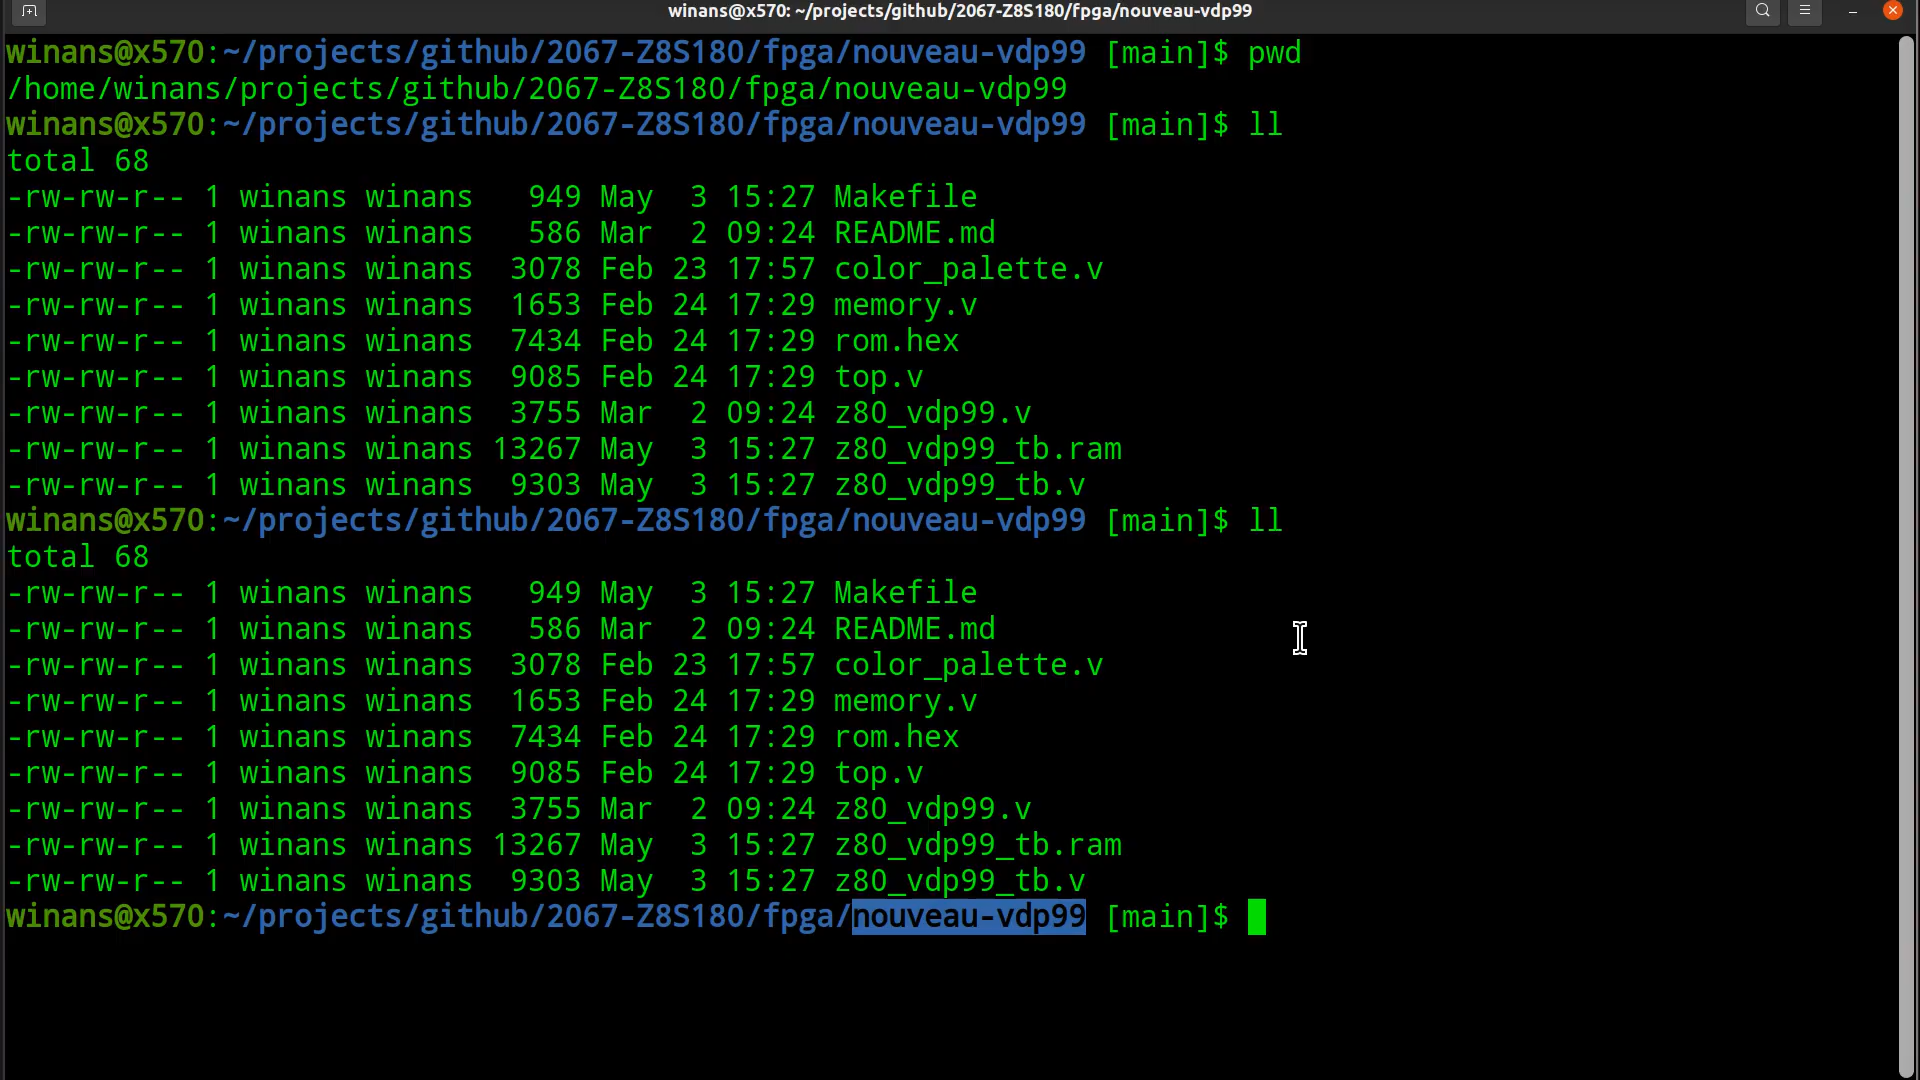 winans@x570: ~/projects/github/2067-Z8S180/fpga/nouveau-vdp99
winans@x570:~/projects/github/2067-Z8S180/fpga/nouveau-vdp99 [main]$ pwd
/home/winans/projects/github/2067-Z8S180/fpga/nouveau-vdp99
winans@x570:~/projects/github/2067-Z8S180/fpga/nouveau-vdp99 [main]$ ll
total 68
-rw-rw-r-- 1 winans winans   949 May  3 15:27 Makefile
-rw-rw-r-- 1 winans winans   586 Mar  2 09:24 README.md
-rw-rw-r-- 1 winans winans  3078 Feb 23 17:57 color_palette.v
-rw-rw-r-- 1 winans winans  1653 Feb 24 17:29 memory.v
-rw-rw-r-- 1 winans winans  7434 Feb 24 17:29 rom.hex
-rw-rw-r-- 1 winans winans  9085 Feb 24 17:29 top.v
-rw-rw-r-- 1 winans winans  3755 Mar  2 09:24 z80_vdp99.v
-rw-rw-r-- 1 winans winans 13267 May  3 15:27 z80_vdp99_tb.ram
-rw-rw-r-- 1 winans winans  9303 May  3 15:27 z80_vdp99_tb.v
winans@x570:~/projects/github/2067-Z8S180/fpga/nouveau-vdp99 [main]$ ll
total 68
-rw-rw-r-- 1 winans winans   949 May  3 15:27 Makefile
-rw-rw-r-- 1 winans winans   586 Mar  2 09:24 README.md
-rw-rw-r-- 1 winans winans  3078 Feb 23 17:57 color_palette.v
-rw-rw-r-- 1 winans winans  1653 Feb 24 17:29 memory.v
-rw-rw-r-- 1 winans winans  7434 Feb 24 17:29 rom.hex
-rw-rw-r-- 1 winans winans  9085 Feb 24 17:29 top.v
-rw-rw-r-- 1 winans winans  3755 Mar  2 09:24 z80_vdp99.v
-rw-rw-r-- 1 winans winans 13267 May  3 15:27 z80_vdp99_tb.ram
-rw-rw-r-- 1 winans winans  9303 May  3 15:27 z80_vdp99_tb.v
winans@x570:~/projects/github/2067-Z8S180/fpga/nouveau-vdp99 [main]$